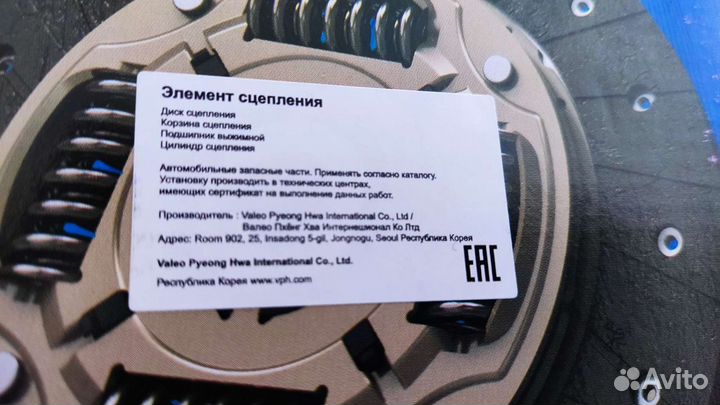 Элемент сцепления
Диск сцепления
Корзина сцепления
Подшипник выжимной
Цилиндр сцепления
Автомобильные запасные части. Применять согласно каталогу.
Установку производить в технических центрах,
имеющих сертификат на выполнение данных работ.
Производитель : Valeo Pyeong Hwa International Co., Ltd /
Валео Пхёнг Хва Интернешионал Ко Лтд
Адрес: Room 902, 25, Insadong 5-gil, Jongnogu, Seoul Республика Корея
Valeo Pyeong Hwa International Co., Ltd.
Республика Корея www.vph.com
EAC
Avito